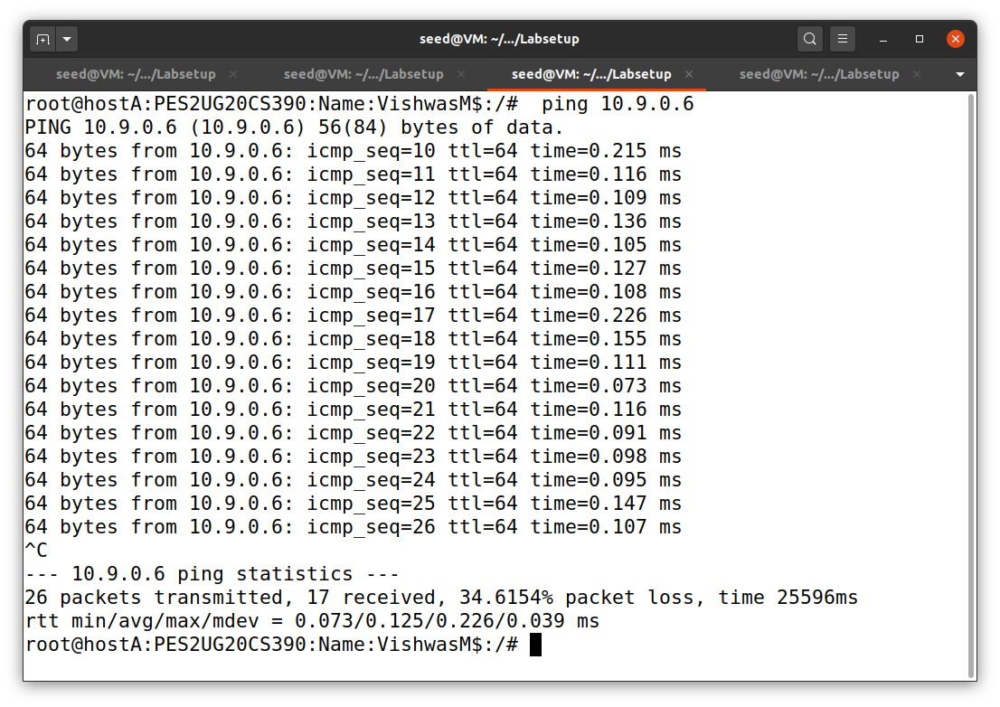 seed@VM: ~/.../Labsetup
seed@VM: ~/.../Labsetup
seed@VM: ~/.../Labsetup
seed@VM: ~/.../Labsetup
seed@VM: ~/.../Labsetup
root@hostA:PES2UG20CS390:Name:VishwasM$:/#  ping 10.9.0.6
PING 10.9.0.6 (10.9.0.6) 56(84) bytes of data.
64 bytes from 10.9.0.6: icmp_seq=10 ttl=64 time=0.215 ms
64 bytes from 10.9.0.6: icmp_seq=11 ttl=64 time=0.116 ms
64 bytes from 10.9.0.6: icmp_seq=12 ttl=64 time=0.109 ms
64 bytes from 10.9.0.6: icmp_seq=13 ttl=64 time=0.136 ms
64 bytes from 10.9.0.6: icmp_seq=14 ttl=64 time=0.105 ms
64 bytes from 10.9.0.6: icmp_seq=15 ttl=64 time=0.127 ms
64 bytes from 10.9.0.6: icmp_seq=16 ttl=64 time=0.108 ms
64 bytes from 10.9.0.6: icmp_seq=17 ttl=64 time=0.226 ms
64 bytes from 10.9.0.6: icmp_seq=18 ttl=64 time=0.155 ms
64 bytes from 10.9.0.6: icmp_seq=19 ttl=64 time=0.111 ms
64 bytes from 10.9.0.6: icmp_seq=20 ttl=64 time=0.073 ms
64 bytes from 10.9.0.6: icmp_seq=21 ttl=64 time=0.116 ms
64 bytes from 10.9.0.6: icmp_seq=22 ttl=64 time=0.091 ms
64 bytes from 10.9.0.6: icmp_seq=23 ttl=64 time=0.098 ms
64 bytes from 10.9.0.6: icmp_seq=24 ttl=64 time=0.095 ms
64 bytes from 10.9.0.6: icmp_seq=25 ttl=64 time=0.147 ms
64 bytes from 10.9.0.6: icmp_seq=26 ttl=64 time=0.107 ms
^C
--- 10.9.0.6 ping statistics ---
26 packets transmitted, 17 received, 34.6154% packet loss, time 25596ms
rtt min/avg/max/mdev = 0.073/0.125/0.226/0.039 ms
root@hostA:PES2UG20CS390:Name:VishwasM$:/#